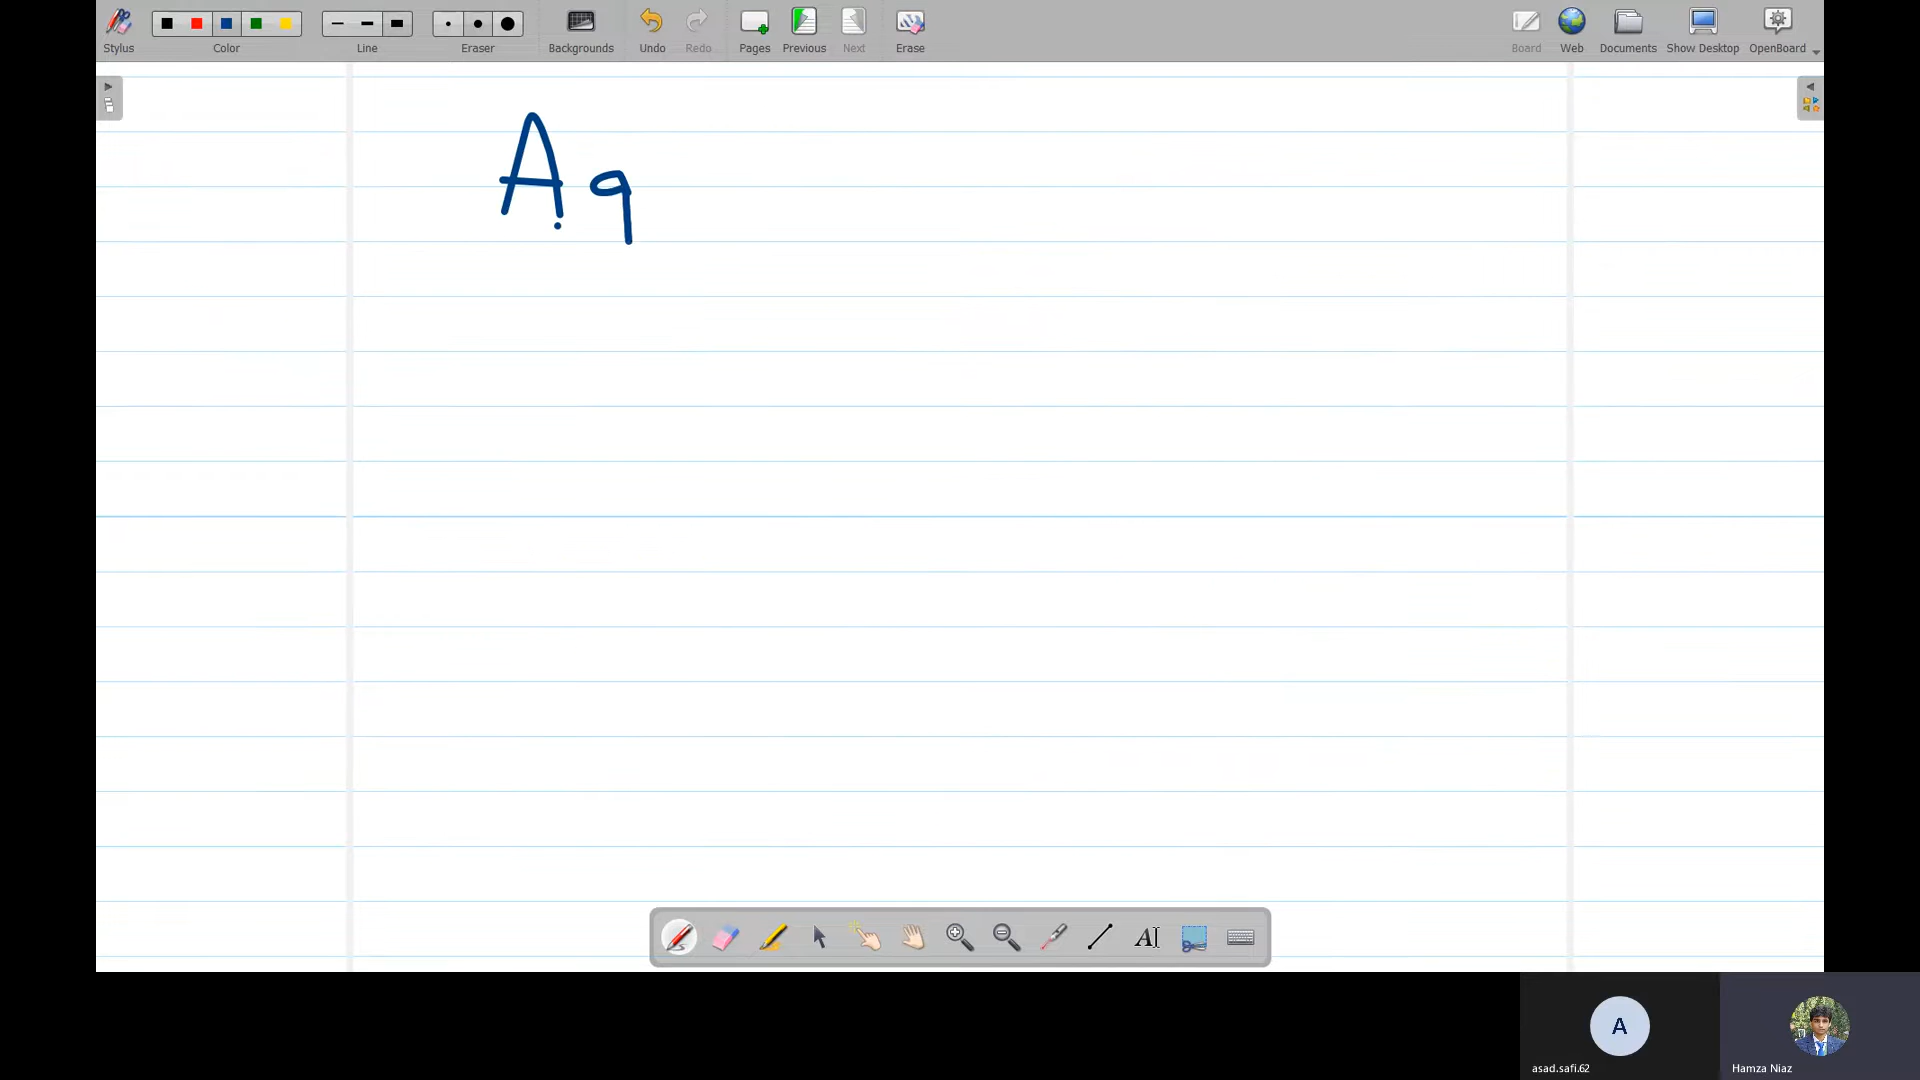 Stylus Color Line Eraser Backgrounds Undo Redo Pages Previous Next Erase Board Web Documents Show Desktop OpenBoard
Aq
A
asad.safi.62 Hamza Niaz